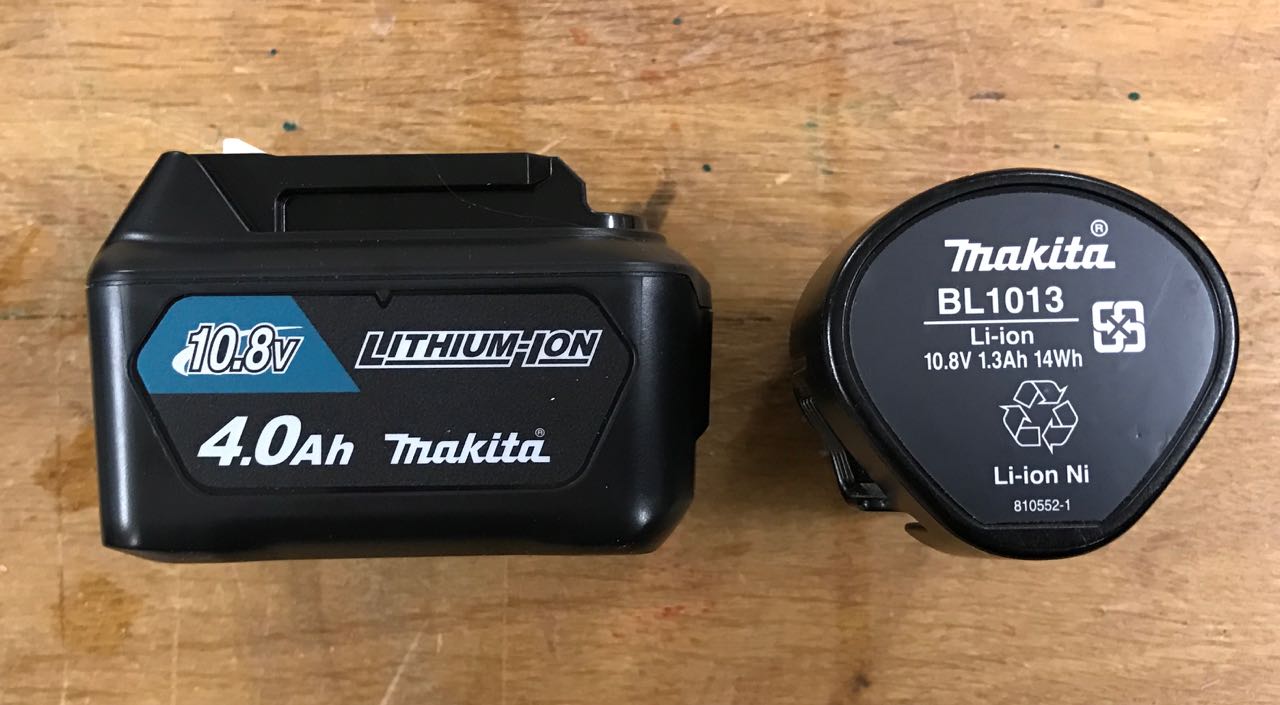 10.8V
LITHIUM-ION
4.0Ah
makita®
makita®
BL1013
Li-ion
10.8V 1.3Ah 14Wh
Li-ion Ni
810552-1